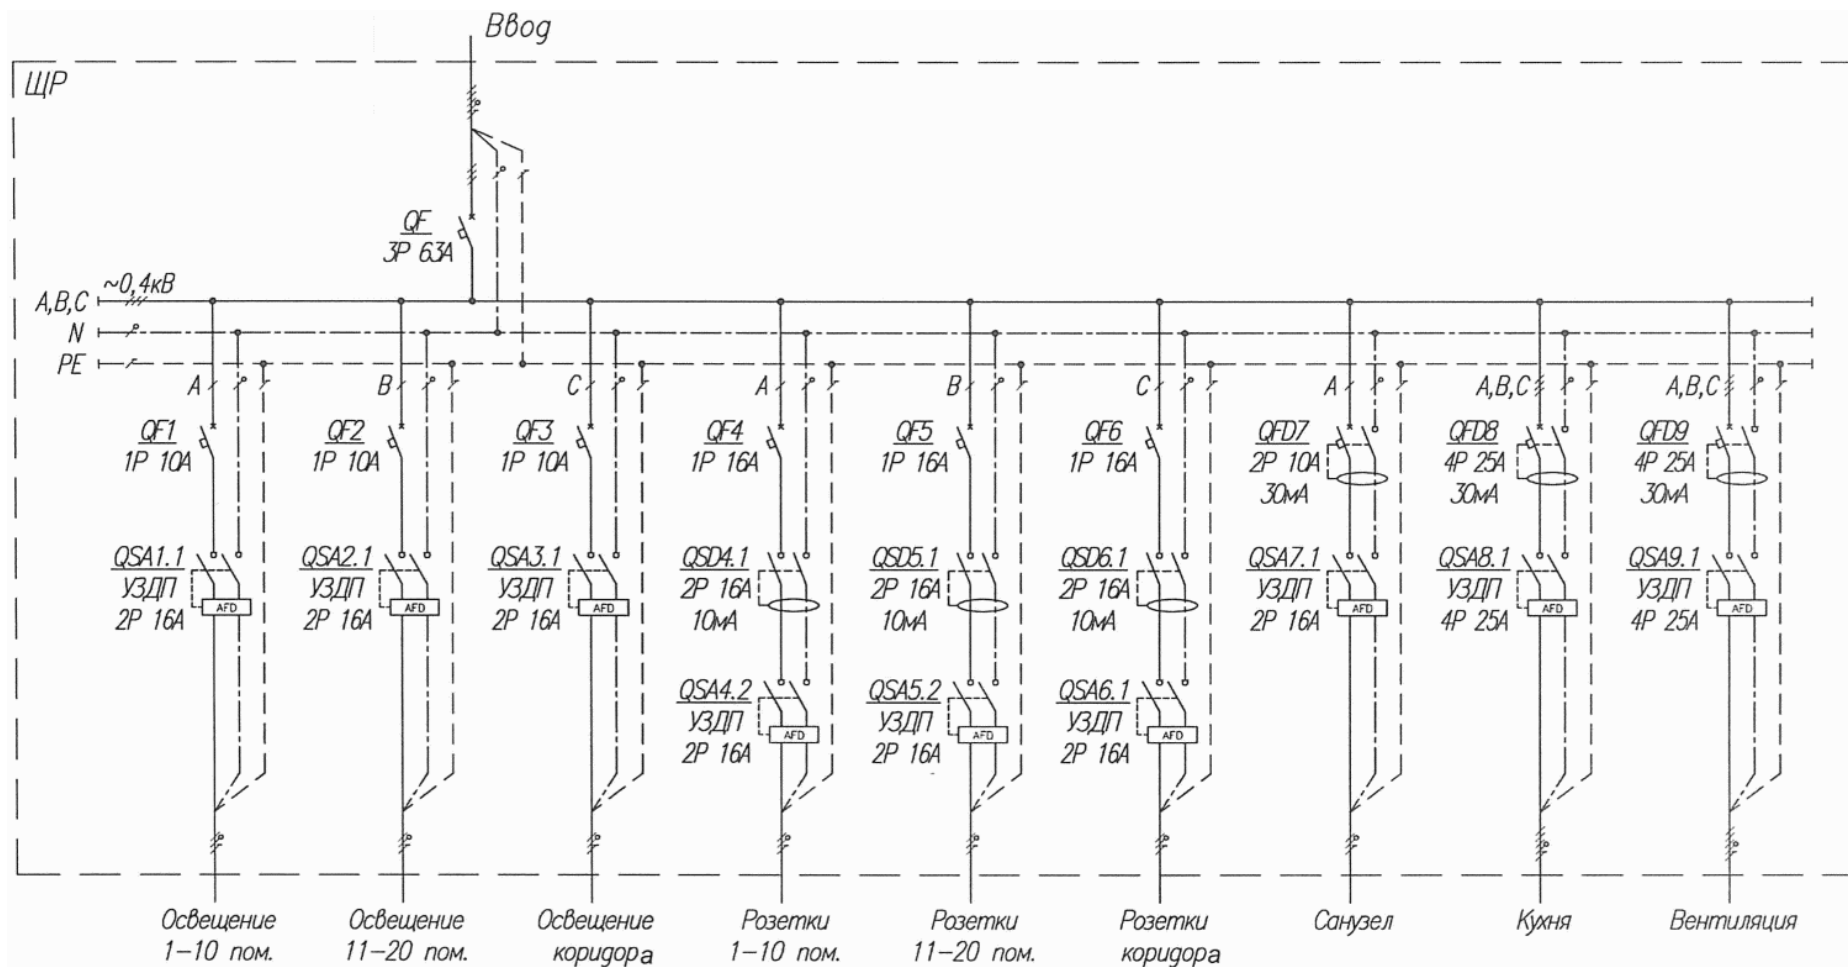 Ввод
ЩР
QF
3P 63A
~0,4кВ
A,B,C
N
PE
A
B
C
A
B
C
A
A,B,C
A,B,C
QF1
1P 10A
QF2
1P 10A
QF3
1P 10A
QF4
1P 16A
QF5
1P 16A
QF6
1P 16A
QFD7
2P 10A
30мА
QFD8
4P 25A
30мА
QFD9
4P 25A
30мА
QSA1.1
УЗДП
2P 16A
AFD
QSA2.1
УЗДП
2P 16A
AFD
QSA3.1
УЗДП
2P 16A
AFD
QSD4.1
2P 16A
10мА
QSD5.1
2P 16A
10мА
QSD6.1
2P 16A
10мА
QSA7.1
УЗДП
2P 16A
AFD
QSA8.1
УЗДП
4P 25A
AFD
QSA9.1
УЗДП
4P 25A
AFD
QSA4.2
УЗДП
2P 16A
AFD
QSA5.2
УЗДП
2P 16A
AFD
QSA6.1
УЗДП
2P 16A
AFD
Освещение
1-10 пом.
Освещение
11-20 пом.
Освещение
коридора
Розетки
1-10 пом.
Розетки
11-20 пом.
Розетки
коридора
Санузел
Кухня
Вентиляция